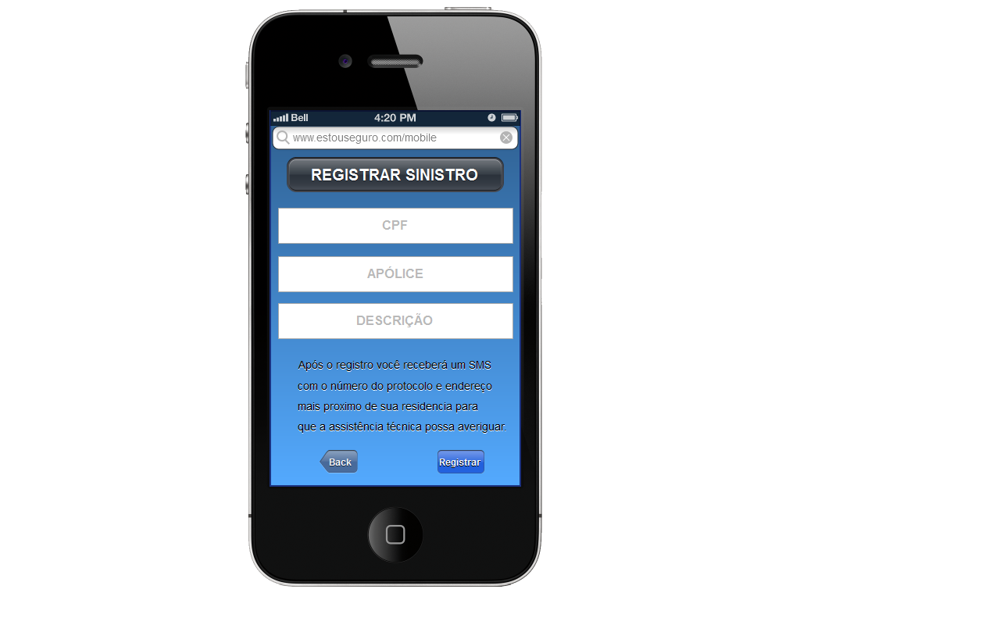 Bell 4:20 PM
www.estouseguro.com/mobile
REGISTRAR SINISTRO
CPF
APÓLICE
DESCRIÇÃO
Após o registro você receberá um SMS
com o número do protocolo e endereço
mais proximo de sua residencia para
que a assistência técnica possa averiguar.
Back Registrar